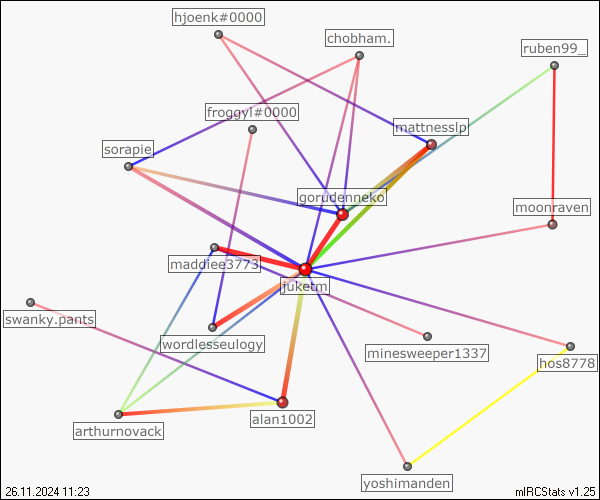 hjoenk#0000
chobham.
ruben99_
froggyl#0000
mattnesslp
sorapie
gorudenneko
moonraven
maddiee3773
juketm
swanky.pants
wordlesseulogy
minesweeper1337
hos8778
alan1002
arthurnovack
yoshimanden
26.11.2024 11:23
mIRCStats v1.25